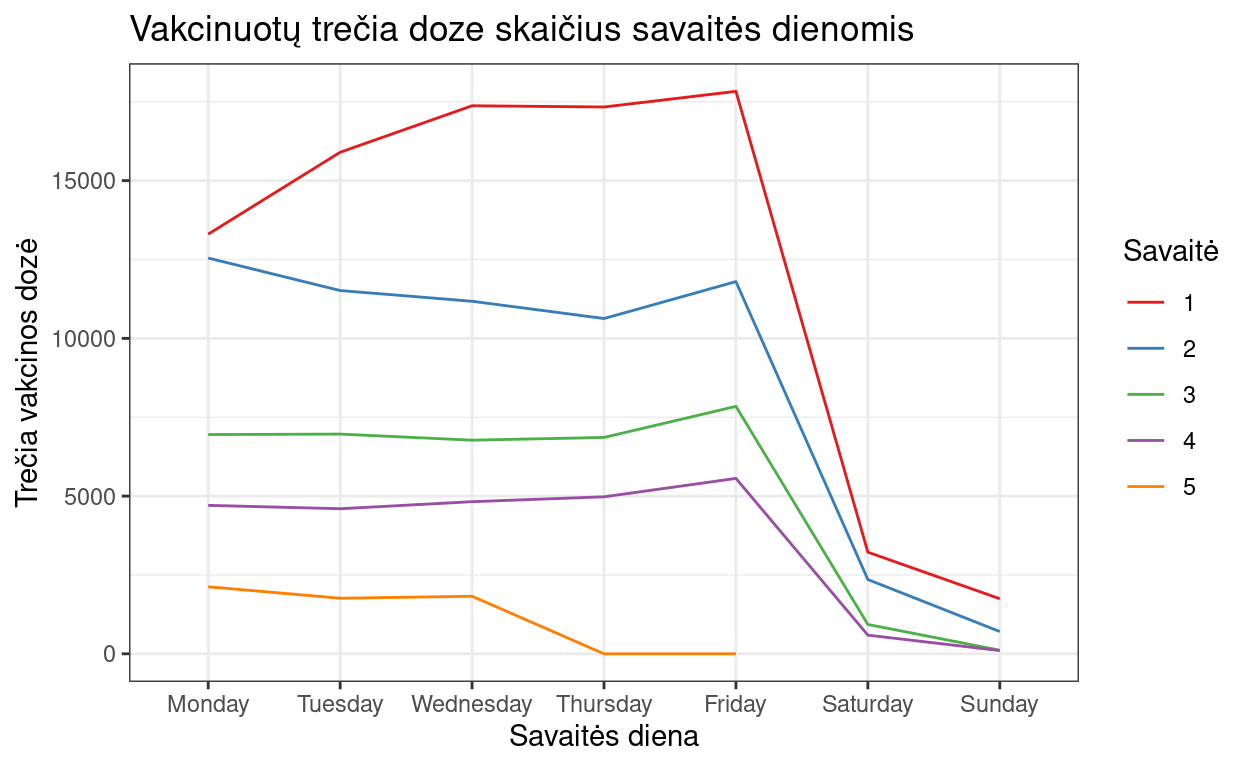 Vakcinuotų trečia doze skaičius savaitės dienomis
Trečia vakcinos dozė
15000
10000
5000
0
Monday Tuesday Wednesday Thursday Friday Saturday Sunday
Savaitės diena
Savaitė
1
2
3
4
5